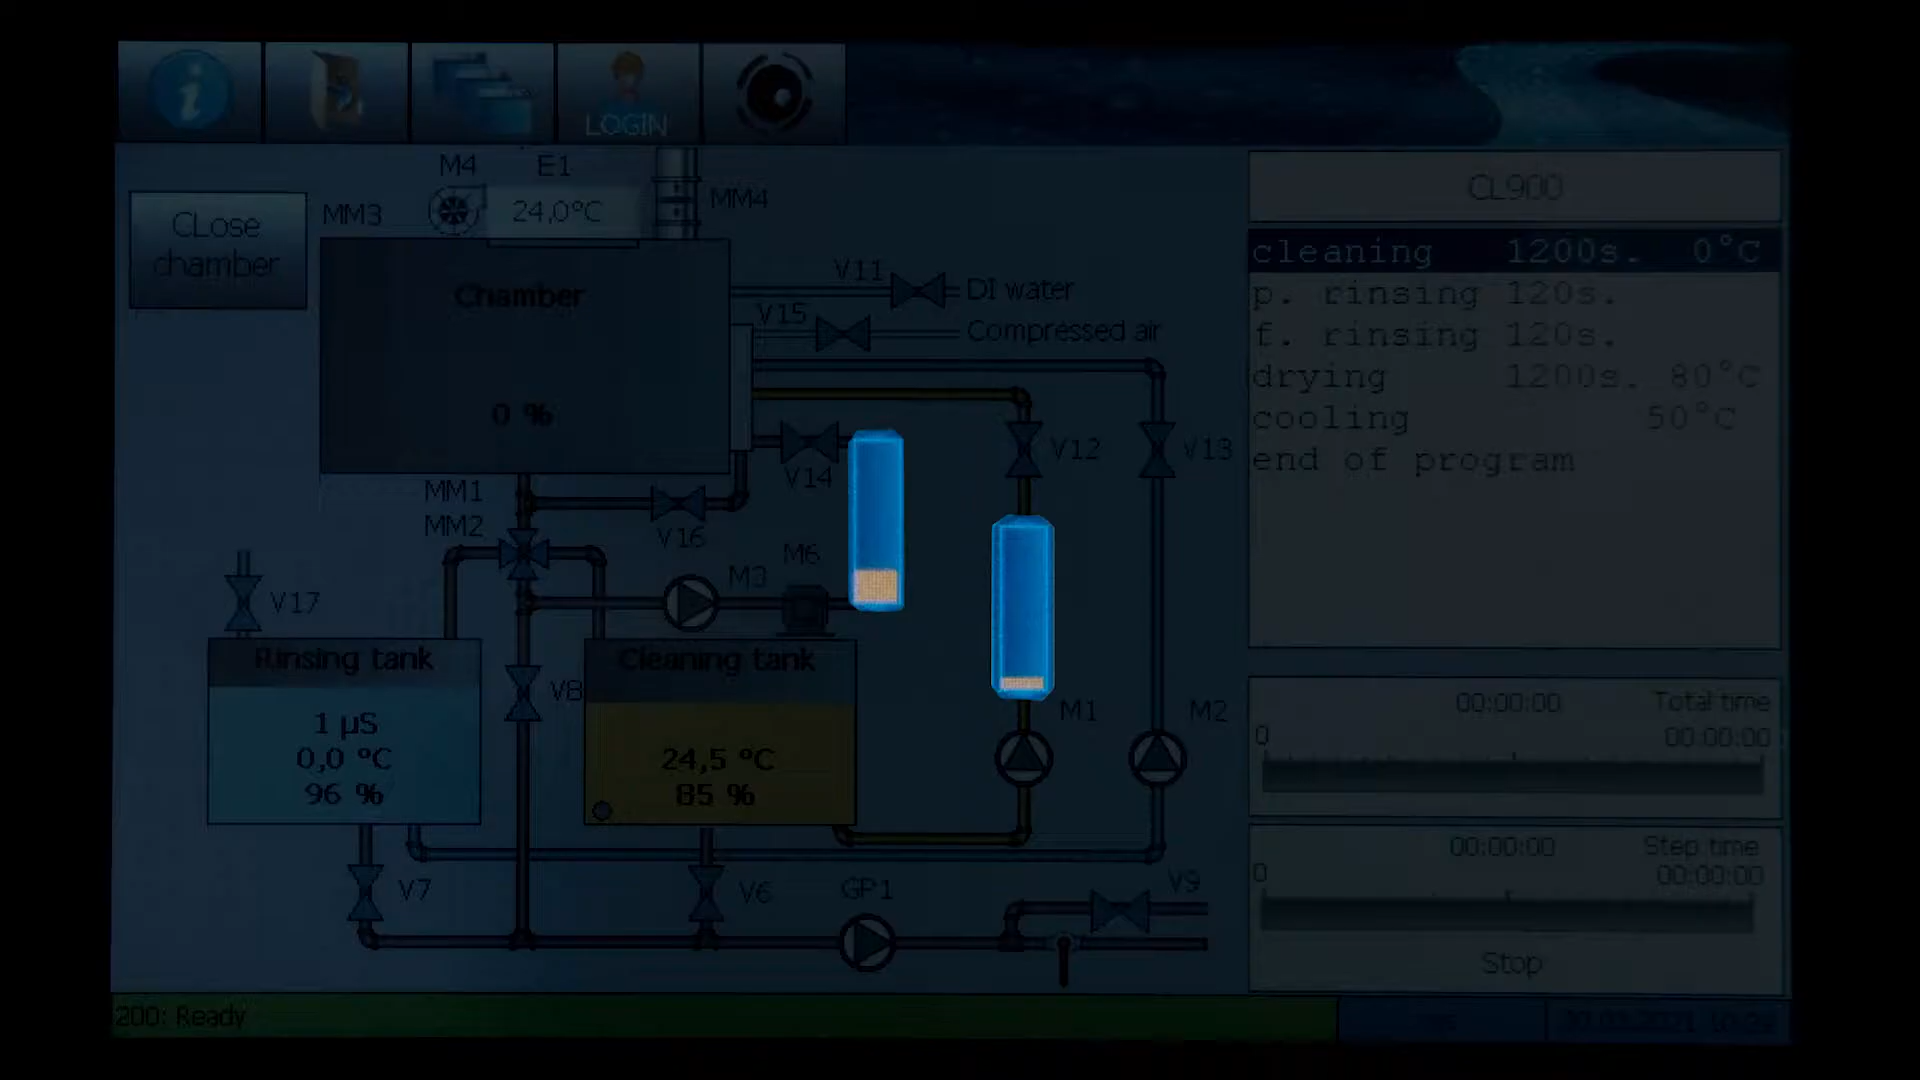 LOGIN
M4
E1
MM3
24,0°C
MM4
CLose
chamber
Chamber
0 %
V11
DI water
V15
Compressed air
V14
V12
V13
MM1
MM2
V16
M6
M3
V17
Rinsing tank
1 µS
0,0 °C
96 %
V8
Cleaning tank
24,5 °C
85 %
M1
M2
V7
V6
GP1
V9
CL900
cleaning 1200s. 0°C
p. rinsing 120s.
f. rinsing 120s.
drying 1200s. 80°C
cooling 50°C
end of program
00:00:00 Total time
0 00:00:00
00:00:00 Step time
0 00:00:00
Stop
200: Ready